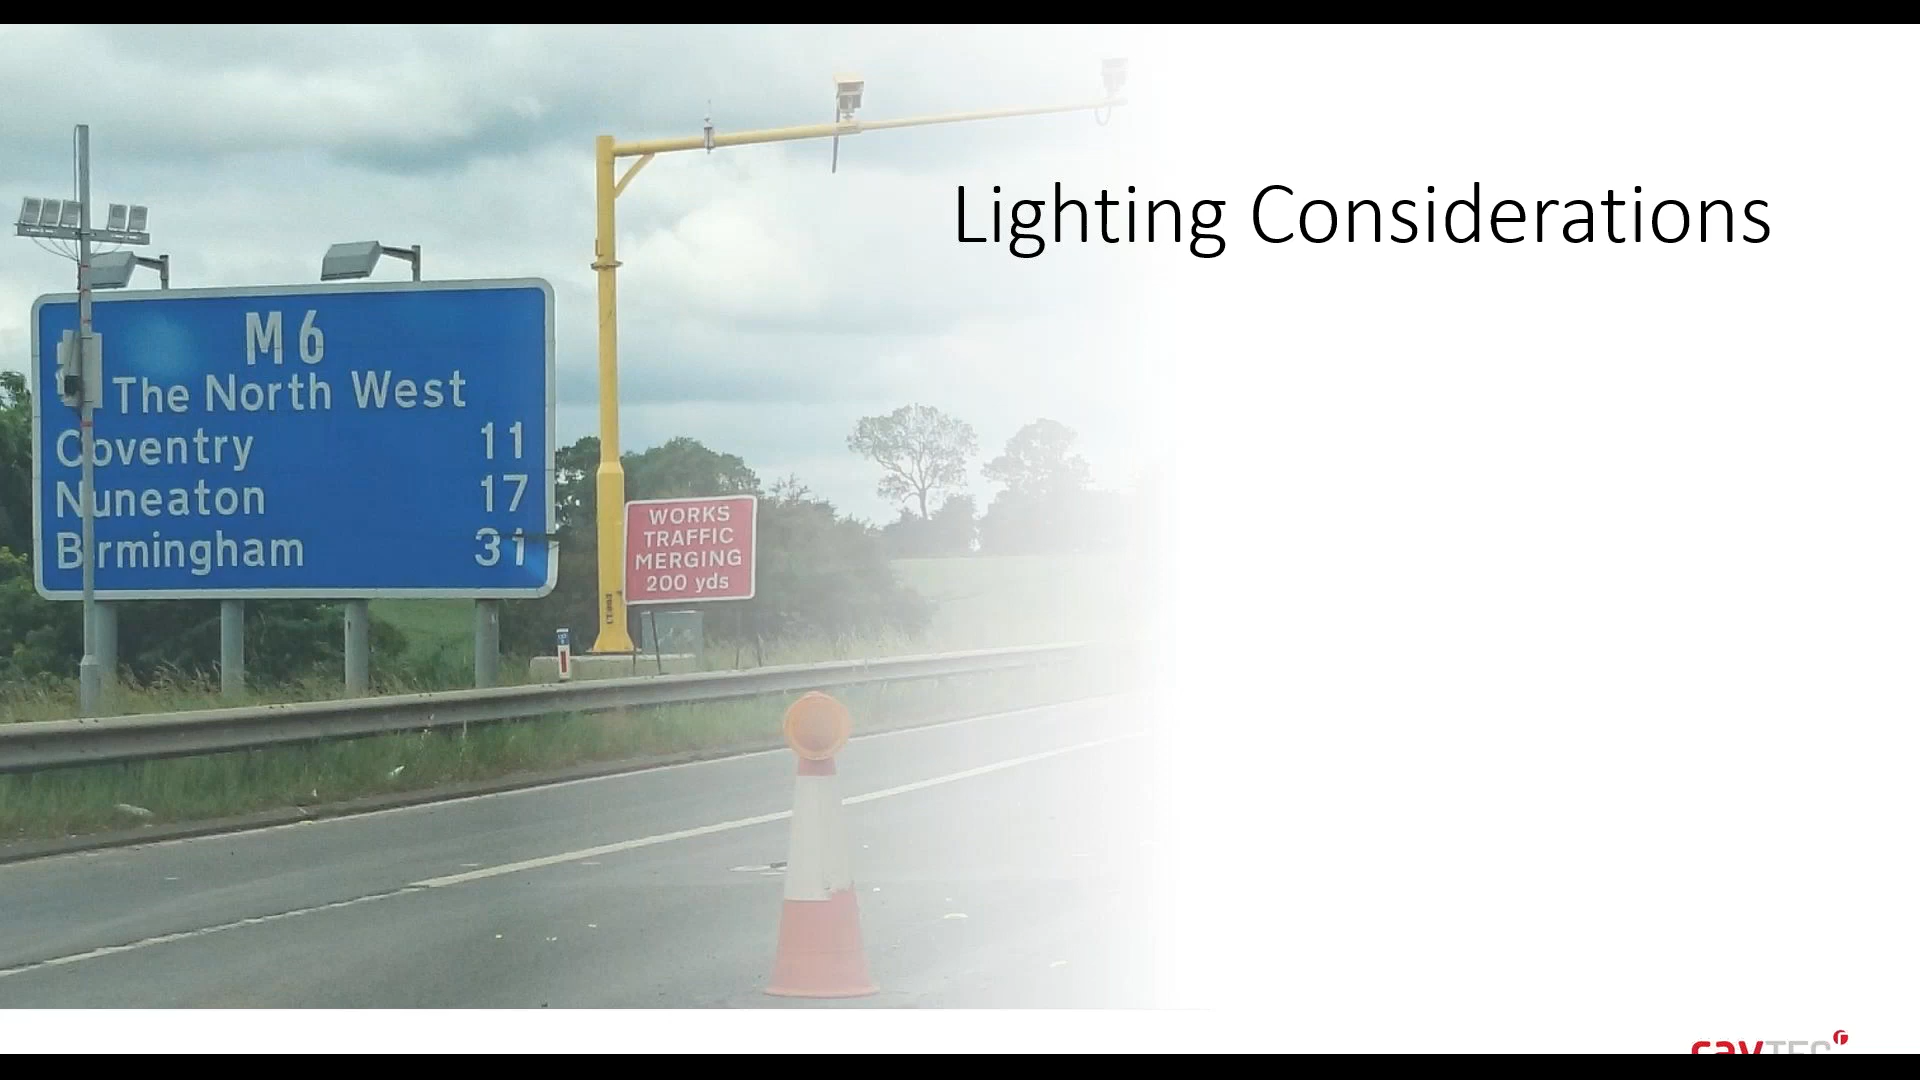 Lighting Considerations
M6
The North West
Coventry 11
Nuneaton 17
Birmingham 31
WORKS
TRAFFIC
MERGING
200 yds